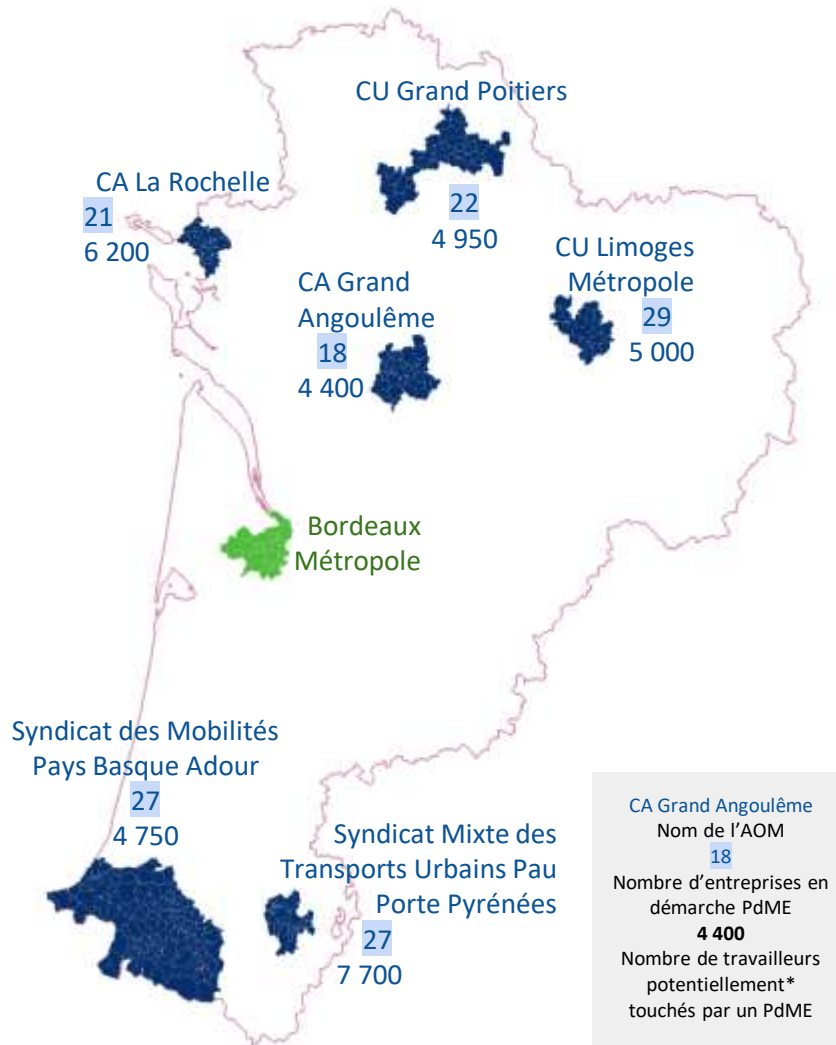 CU Grand Poitiers
22
4 950
CA La Rochelle
21
6 200
CU Limoges
Métropole
29
5 000
CA Grand
Angoulême
18
4 400
Bordeaux
Métropole
Syndicat des Mobilités
Pays Basque Adour
27
4 750
Syndicat Mixte des
Transports Urbains Pau
Porte Pyrénées
27
7 700
CA Grand Angoulême
Nom de l’AOM
18
Nombre d’entreprises en
démarche PdME
4 400
Nombre de travailleurs
potentiellement*
touchés par un PdME